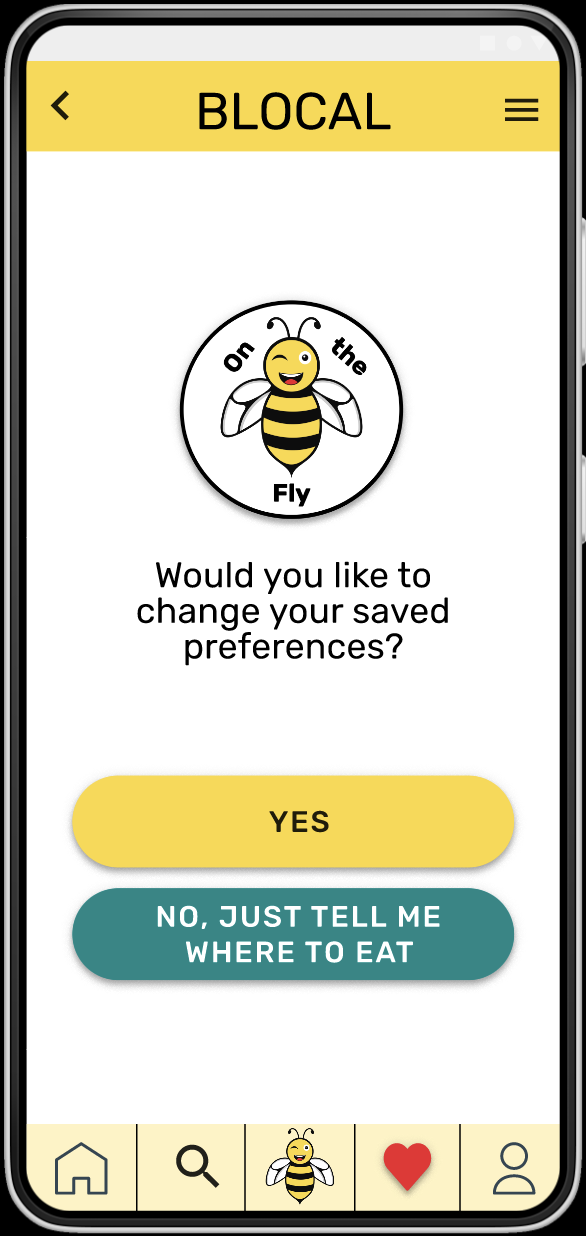 BLOCAL
On the
Fly
Would you like to
change your saved
preferences?
YES
NO, JUST TELL ME
WHERE TO EAT